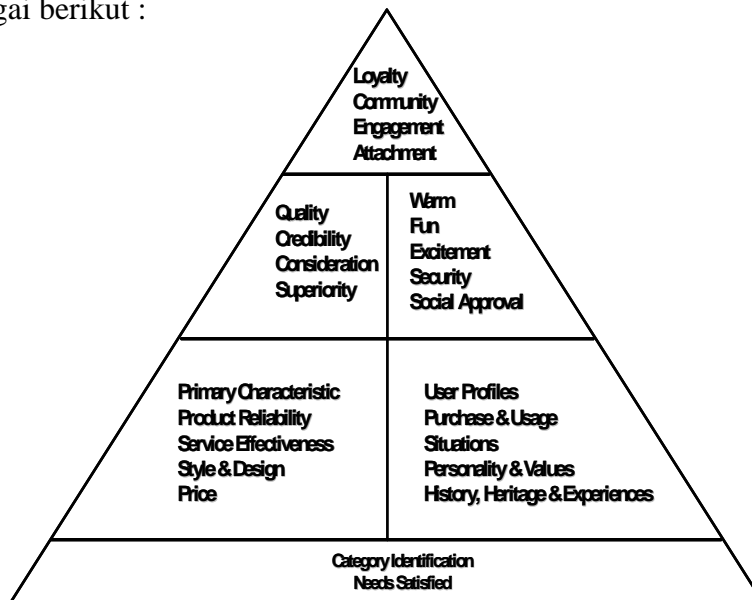 gai berikut :
Loyalty
Community
Engagement
Attachment
Quality
Credibility
Consideration
Superiority
Warm
Fun
Excitement
Security
Social Approval
Primary Characteristic
Product Reliability
Service Effectiveness
Style & Design
Price
User Profiles
Purchase & Usage
Situations
Personality & Values
History, Heritage & Experiences
Category Identification
Needs Satisfied